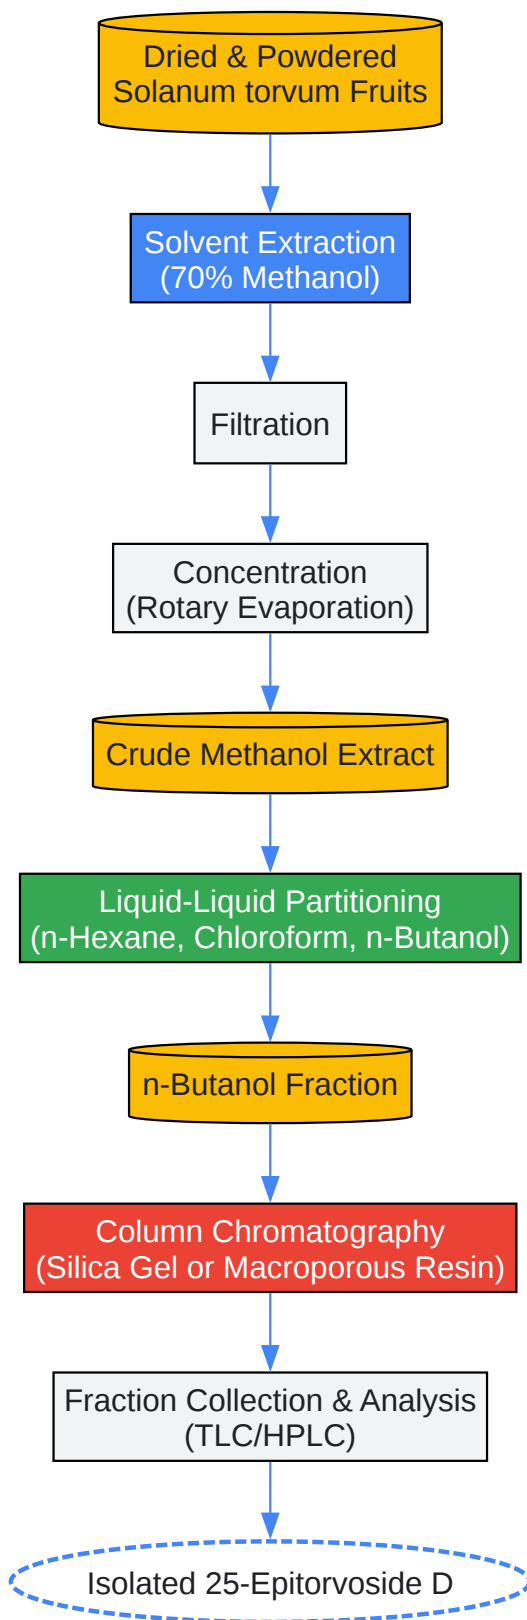 Dried & Powdered
Solanum torvum Fruits
Solvent Extraction
(70% Methanol)
Filtration
Concentration
(Rotary Evaporation)
Crude Methanol Extract
Liquid-Liquid Partitioning
(n-Hexane, Chloroform, n-Butanol)
n-Butanol Fraction
Column Chromatography
(Silica Gel or Macroporous Resin)
Fraction Collection & Analysis
(TLC/HPLC)
Isolated 25-Epitorvoside D